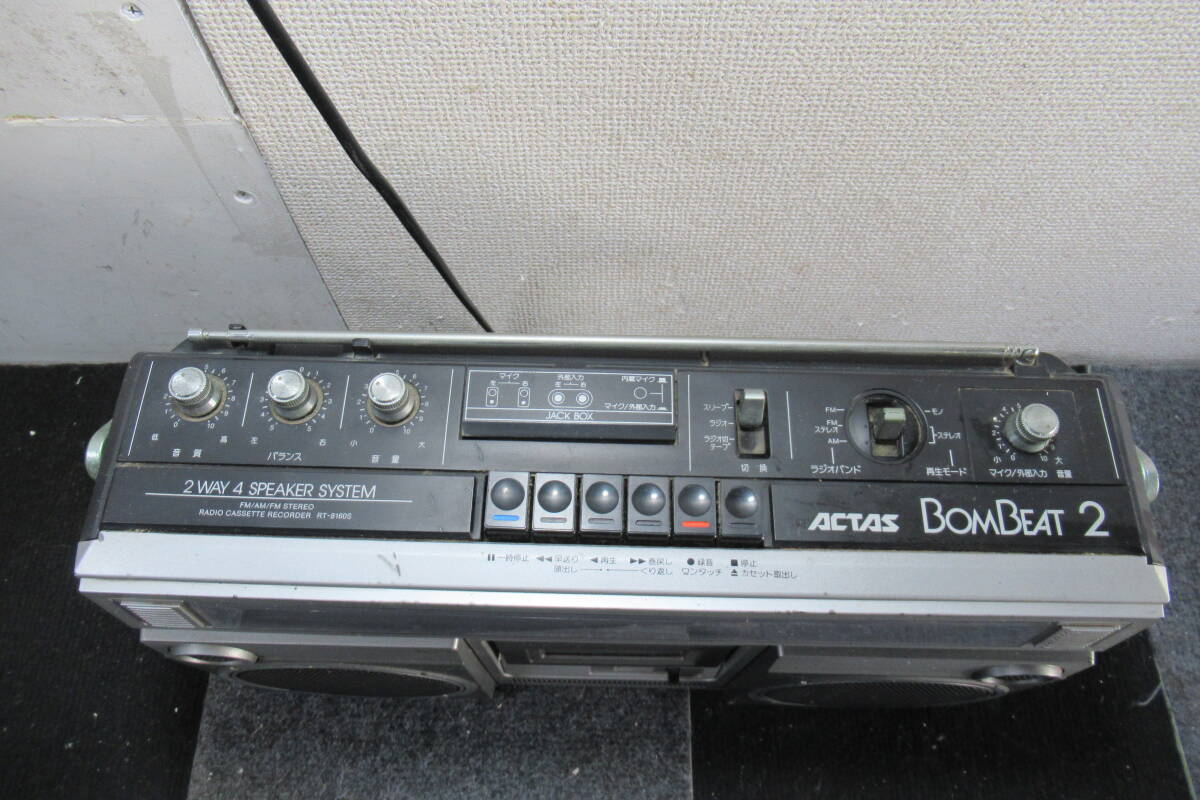 低 高
音質
左 右
バランス
小 大
音量
マイク
左 右
外部入力
左 右
内蔵マイク
マイク/外部入力
JACK BOX
スリープ
ラジオ
ラジオ切
テープ
切換
FM
FM
ステレオ
AM
モノ
ステレオ
ラジオバンド
再生モード
小 大
マイク/外部入力 音量
2 WAY 4 SPEAKER SYSTEM
FM/AM/FM STEREO
RADIO CASSETTE RECORDER RT-8160S
ACTAS BOMBEAT 2
一時停止 早送り 再生 巻戻し 録音 停止
頭出し くり返し ワンタッチ カセット取出し